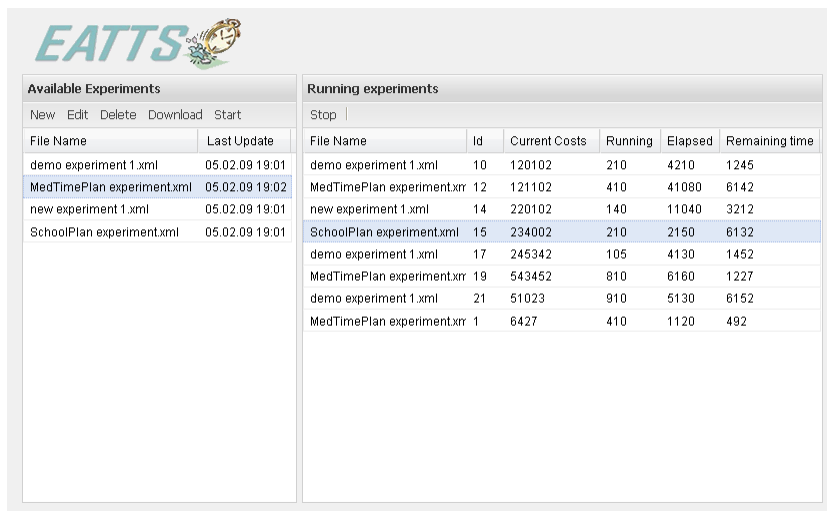 EATTS
Available Experiments
New Edit Delete Download Start
File Name Last Update
demo experiment 1.xml 05.02.09 19:01
MedTimePlan experiment.xml 05.02.09 19:02
new experiment 1.xml 05.02.09 19:01
SchoolPlan experiment.xml 05.02.09 19:01
Running experiments
Stop
File Name Id Current Costs Running Elapsed Remaining time
demo experiment 1.xml 10 120102 210 4210 1245
MedTimePlan experiment.xm 12 121102 410 41080 6142
new experiment 1.xml 14 220102 140 11040 3212
SchoolPlan experiment.xml 15 234002 210 2150 6132
demo experiment 1.xml 17 245342 105 4130 1452
MedTimePlan experiment.xm 19 543452 810 6160 1227
demo experiment 1.xml 21 51023 910 5130 6152
MedTimePlan experiment.xm 1 6427 410 1120 492